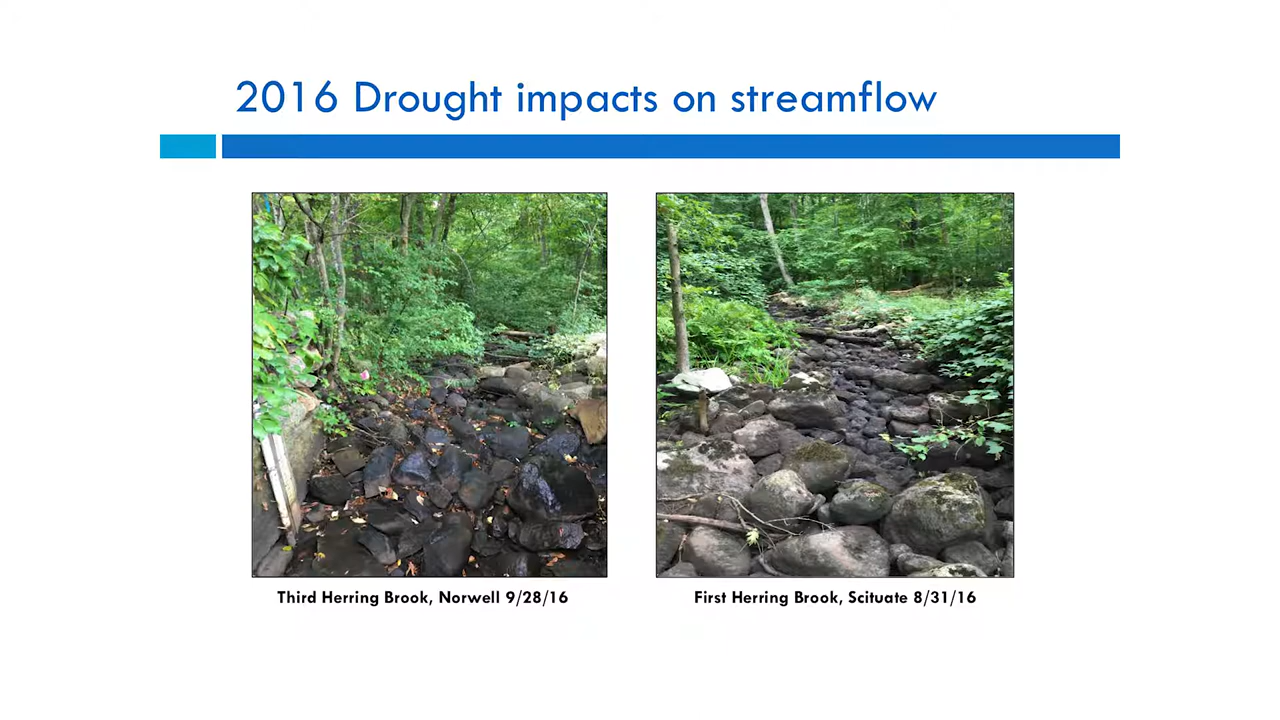 2016 Drought impacts on streamflow
Third Herring Brook, Norwell 9/28/16
First Herring Brook, Scituate 8/31/16